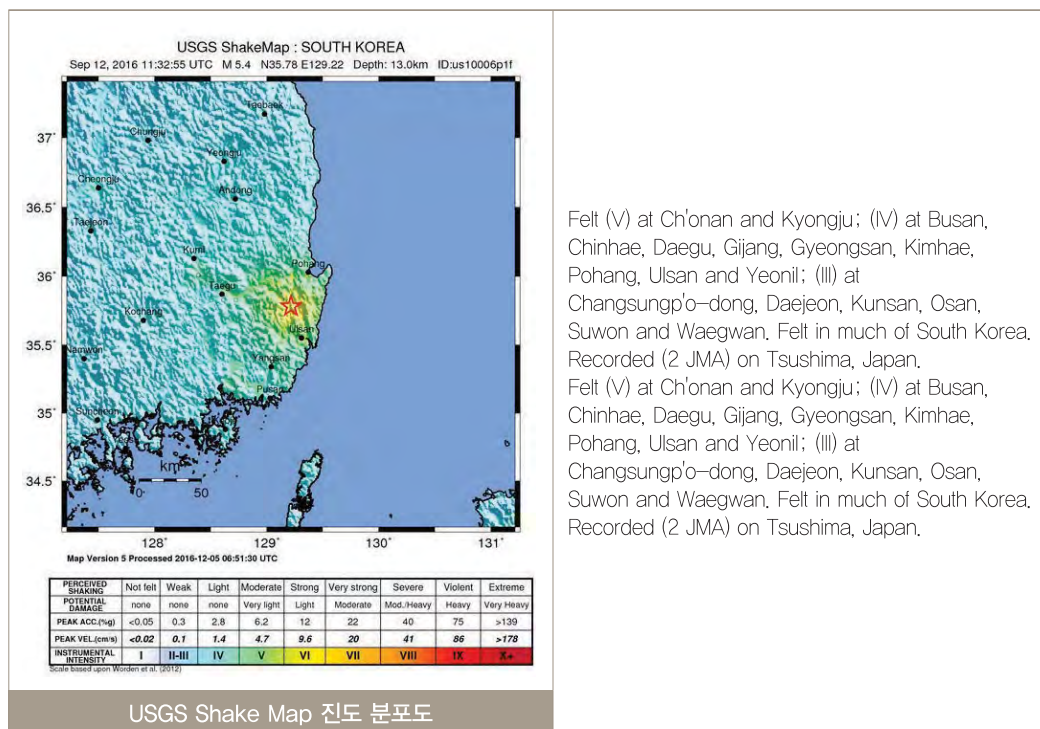 USGS ShakeMap : SOUTH KOREA
Sep 12, 2016 11:32:55 UTC M 5.4 N35.78 E129.22 Depth: 13.0km ID:us10006p1f
37˚
36.5˚
36˚
35.5˚
35˚
34.5˚
Taebaek
Chungju
Yeongju
Cheongju
Andong
Taejeon
Kumi
Pohang
Taegu
Kochang
Ulsan
Namwon
Yangsan
Pusan
Suncheon
km
0 50
128˚ 129˚ 130˚ 131˚
Map Version 5 Processed 2016-12-05 06:51:30 UTC
PERCEIVED SHAKING Not felt Weak Light Moderate Strong Very strong Severe Violent Extreme
POTENTIAL DAMAGE none none none Very light Light Moderate Mod./Heavy Heavy Very Heavy
PEAK ACC.(%g) <0.05 0.3 2.8 6.2 12 22 40 75 >139
PEAK VEL.(cm/s) <0.02 0.1 1.4 4.7 9.6 20 41 86 >178
INSTRUMENTAL INTENSITY I II-III IV V VI VII VIII IX X+
Scale based upon Worden et al. (2012)
USGS Shake Map 진도 분포도
Felt (V) at Ch'onan and Kyongju; (IV) at Busan,
Chinhae, Daegu, Gijang, Gyeongsan, Kimhae,
Pohang, Ulsan and Yeonil; (III) at
Changsungp'o-dong, Daejeon, Kunsan, Osan,
Suwon and Waegwan. Felt in much of South Korea.
Recorded (2 JMA) on Tsushima, Japan.
Felt (V) at Ch'onan and Kyongju; (IV) at Busan,
Chinhae, Daegu, Gijang, Gyeongsan, Kimhae,
Pohang, Ulsan and Yeonil; (III) at
Changsungp'o-dong, Daejeon, Kunsan, Osan,
Suwon and Waegwan. Felt in much of South Korea.
Recorded (2 JMA) on Tsushima, Japan.